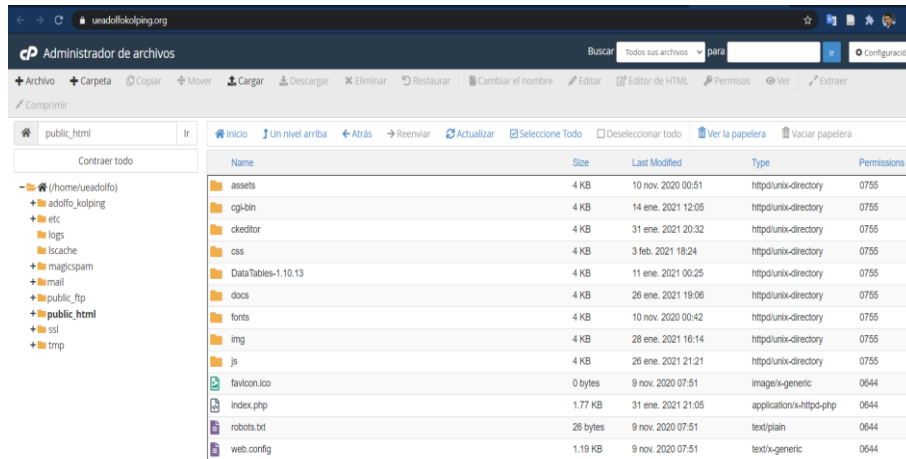 ueadolfokolping.org
cP Administrador de archivos Buscar Todos sus archivos para Ir Configuració
Archivo Carpeta Copiar Mover Cargar Descargar Eliminar Restaurar Cambiar el nombre Editar Editor de HTML Permisos Ver Extraer
Comprimir
public_html Ir Inicio Un nivel arriba Atrás Reenviar Actualizar Seleccione Todo Deseleccionar todo Ver la papelera Vaciar papelera
Contraer todo
(/home/ueadolfo)
adolfo_kolping
etc
logs
lscache
magicspam
mail
public_ftp
public_html
ssl
tmp
Name Size Last Modified Type Permissions
assets 4 KB 10 nov. 2020 00:51 httpd/unix-directory 0755
cgi-bin 4 KB 14 ene. 2021 12:05 httpd/unix-directory 0755
ckeditor 4 KB 31 ene. 2021 20:32 httpd/unix-directory 0755
css 4 KB 3 feb. 2021 18:24 httpd/unix-directory 0755
DataTables-1.10.13 4 KB 11 ene. 2021 00:25 httpd/unix-directory 0755
docs 4 KB 26 ene. 2021 19:06 httpd/unix-directory 0755
fonts 4 KB 10 nov. 2020 00:42 httpd/unix-directory 0755
img 4 KB 28 ene. 2021 16:14 httpd/unix-directory 0755
js 4 KB 26 ene. 2021 21:21 httpd/unix-directory 0755
favicon.ico 0 bytes 9 nov. 2020 07:51 image/x-generic 0644
index.php 1.77 KB 31 ene. 2021 21:05 application/x-httpd-php 0644
robots.txt 26 bytes 9 nov. 2020 07:51 text/plain 0644
web.config 1.19 KB 9 nov. 2020 07:51 text/x-generic 0644